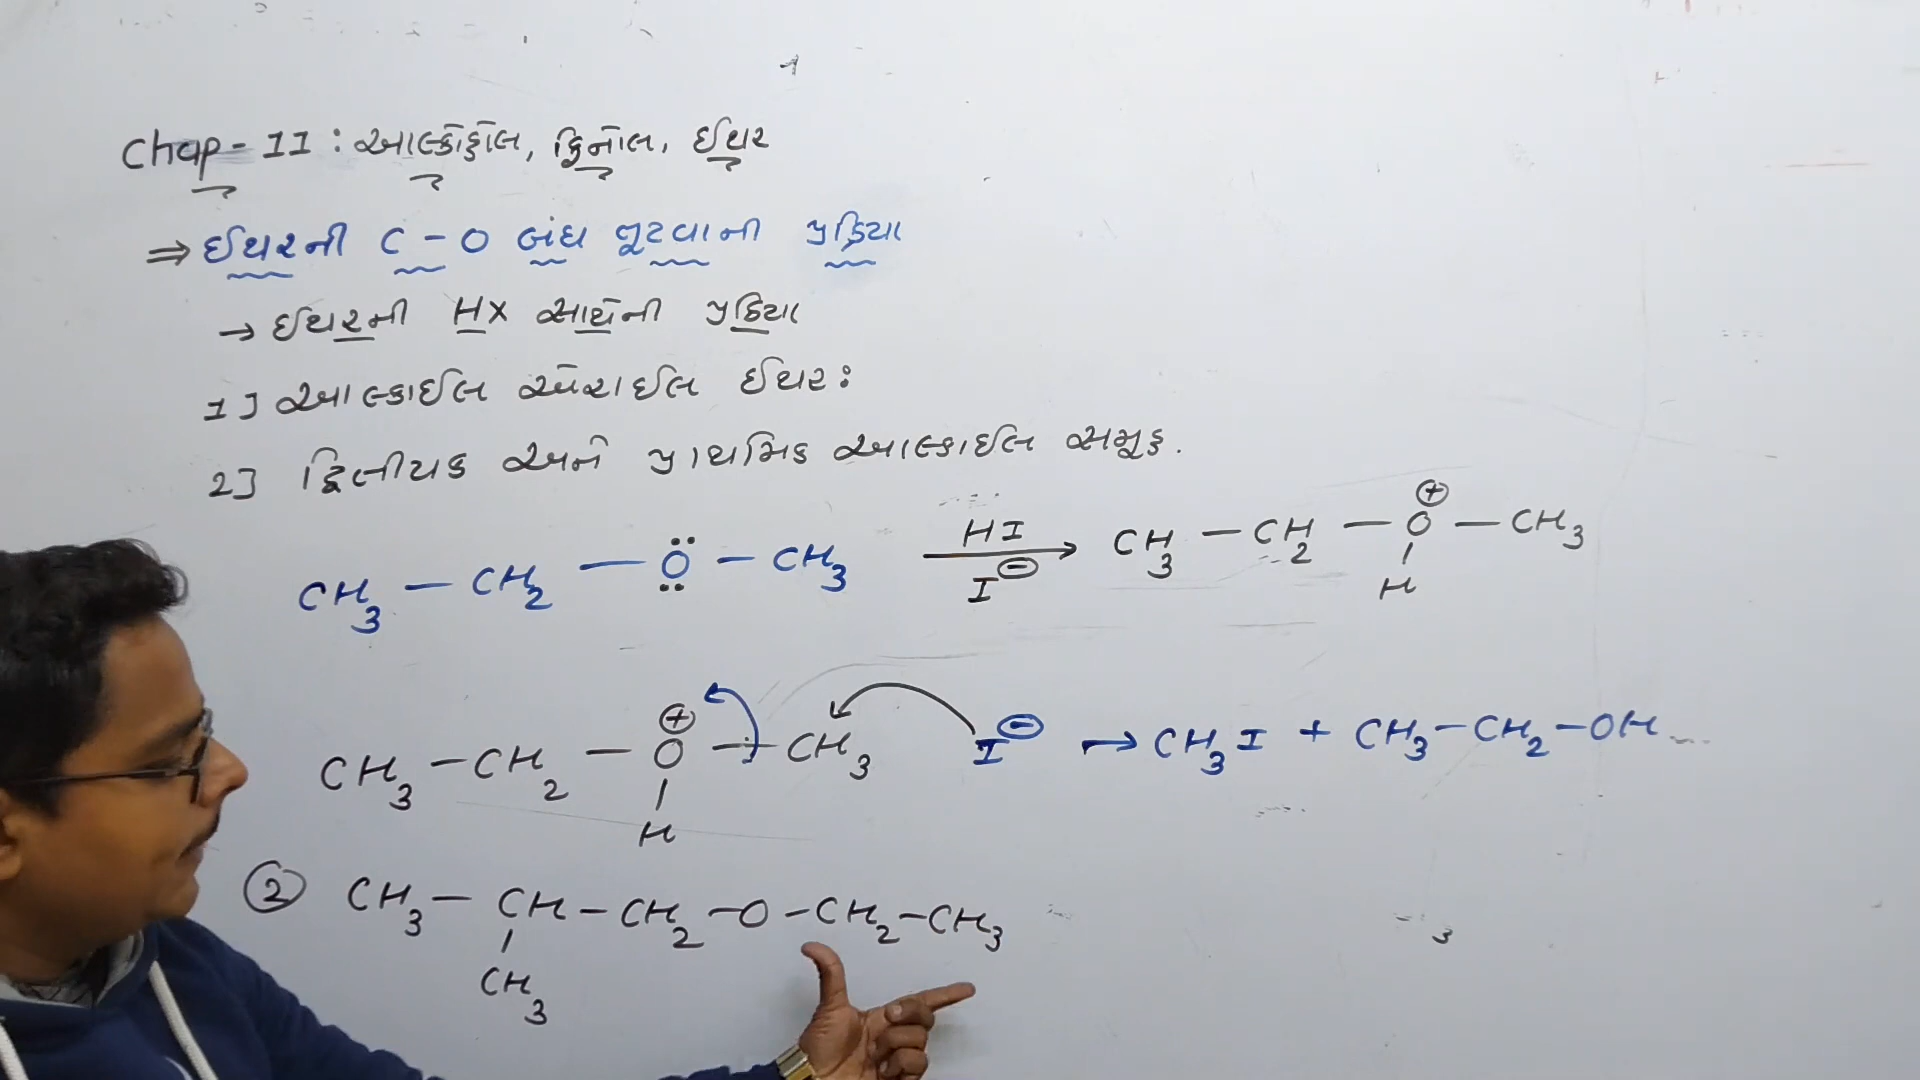 Chap-11 : આલ્કોહોલ, ફિનોલ, ઈથર
⇒ ઈથરની C-O બંધ તૂટવાની પ્રક્રિયા
→ ઈથરની HX સાથેની પ્રક્રિયા
1] આલ્કાઈલ એરાઈલ ઈથર :
2] દ્વિતીયક અને પ્રાથમિક આલ્કાઈલ સમૂહ.
CH₃ — CH₂ — Ö — CH₃ HI → I⊖ CH₃ — CH₂ — O⊕ — CH₃
H
CH₃ — CH₂ — O⊕ — CH₃ I⊖ → CH₃I + CH₃—CH₂—OH
H
② CH₃ — CH — CH₂ — O — CH₂ — CH₃
CH₃